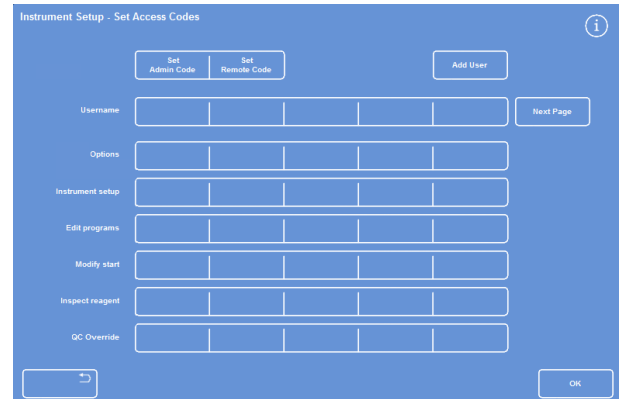 Instrument Setup - Set Access Codes
i
Set
Admin Code
Set
Remote Code
Add User
Username
Next Page
Options
Instrument setup
Edit programs
Modify start
Inspect reagent
QC Override
OK